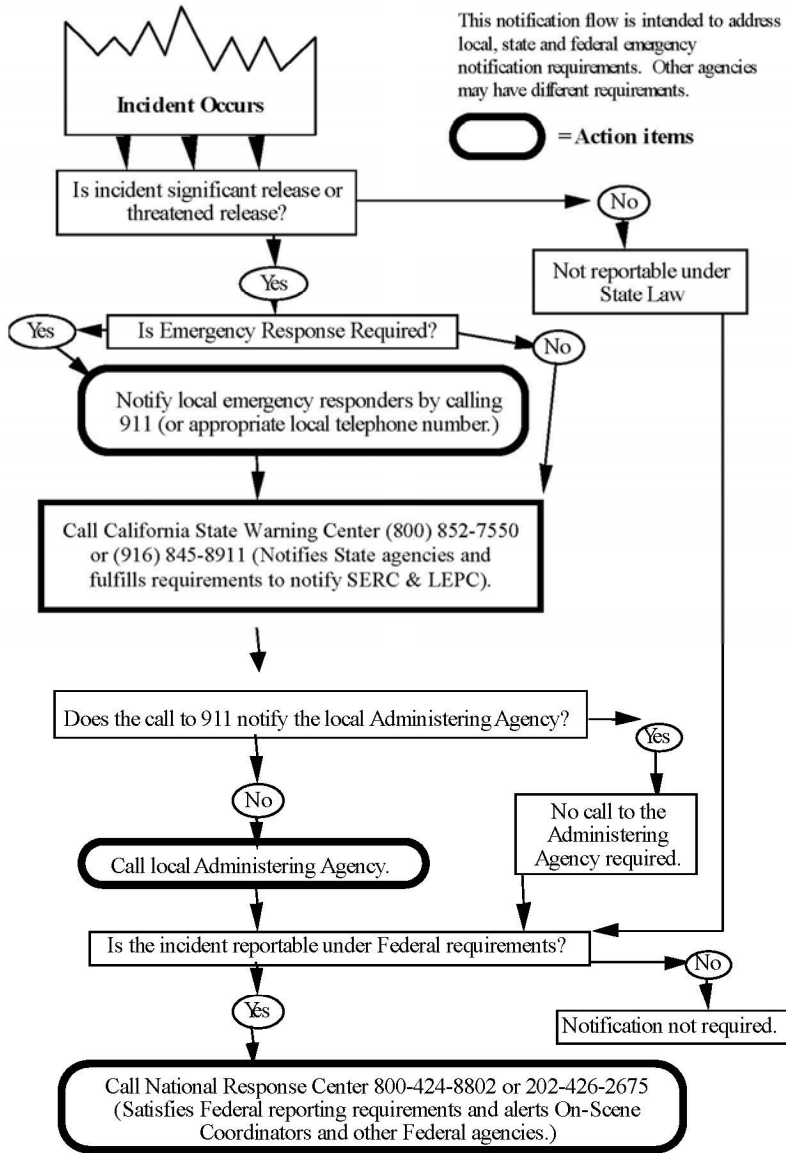 This notification flow is intended to address
local, state and federal emergency
notification requirements. Other agencies
may have different requirements.
Incident Occurs
= Action items
Is incident significant release or
threatened release?
No
Yes
Not reportable under
State Law
Yes
Is Emergency Response Required?
No
Notify local emergency responders by calling
911 (or appropriate local telephone number.)
Call California State Warning Center (800) 852-7550
or (916) 845-8911 (Notifies State agencies and
fulfills requirements to notify SERC & LEPC).
Does the call to 911 notify the local Administering Agency?
Yes
No
No call to the
Administering
Agency required.
Call local Administering Agency.
Is the incident reportable under Federal requirements?
No
Yes
Notification not required.
Call National Response Center 800-424-8802 or 202-426-2675
(Satisfies Federal reporting requirements and alerts On-Scene
Coordinators and other Federal agencies.)